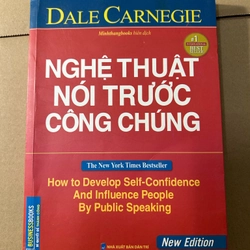 DALE CARNEGIE
Minhthangbooks biên dịch
NGHỆ THUẬT
NÓI TRƯỚC
CÔNG CHÚNG
#1
BEST
The New York Times Bestseller
How to Develop Self-Confidence
And Influence People
By Public Speaking
New Edition
BUSINESSBOOKS
NHÀ XUẤT BẢN DÂN TRÍ